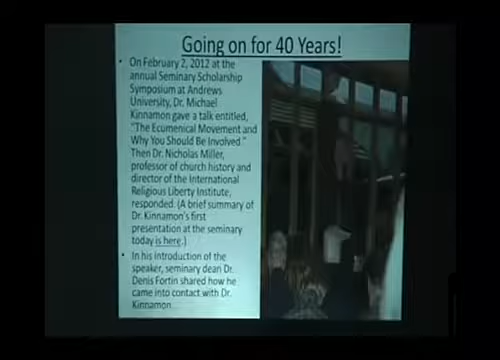 Going on for 40 Years!
• On February 2, 2012 at the
annual Seminary Scholarship
Symposium at Andrews
University, Dr. Michael
Kinnamon gave a talk entitled,
"The Ecumenical Movement and
Why You Should Be Involved."
Then Dr. Nicholas Miller,
professor of church history and
director of the International
Religious Liberty Institute,
responded. (A brief summary of
Dr. Kinnamon's first
presentation at the seminary
today is here.)
• In his introduction of the
speaker, seminary dean Dr.
Denis Fortin shared how he
came into contact with Dr.
Kinnamon...